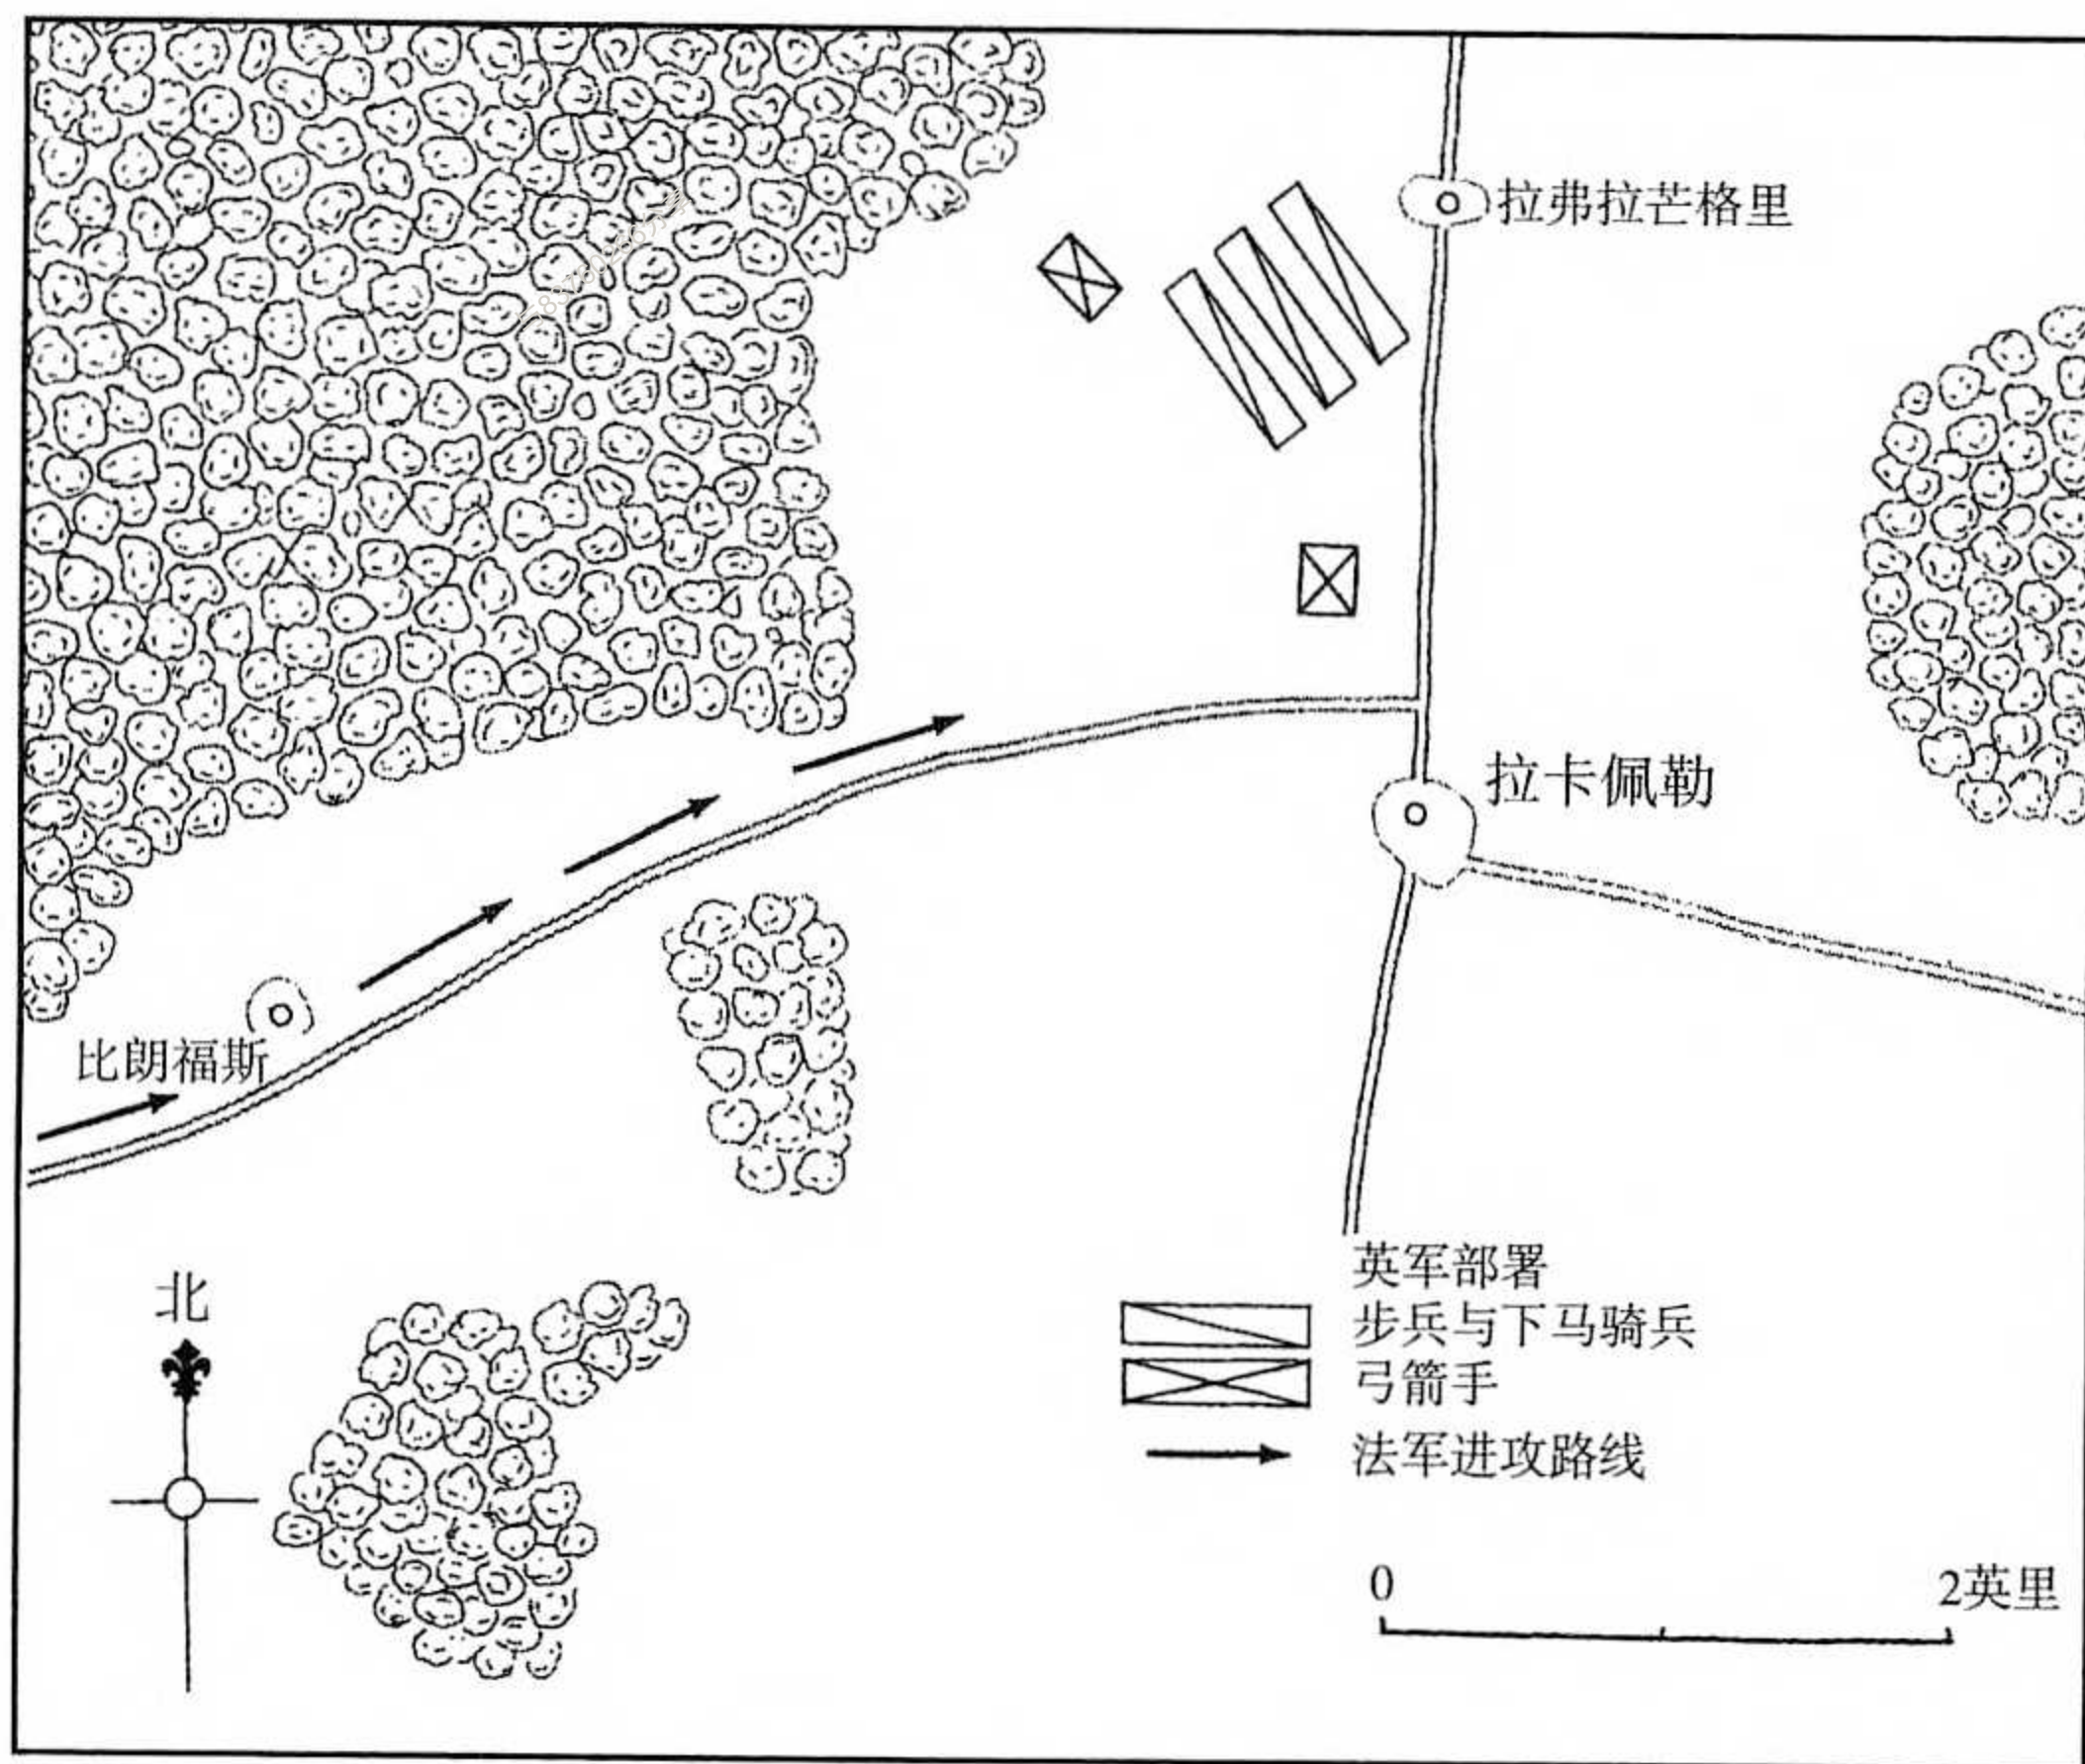 拉弗拉芒格里
拉卡佩勒
比朗福斯
北
英军部署
步兵与下马骑兵
弓箭手
法军进攻路线
0 2英里